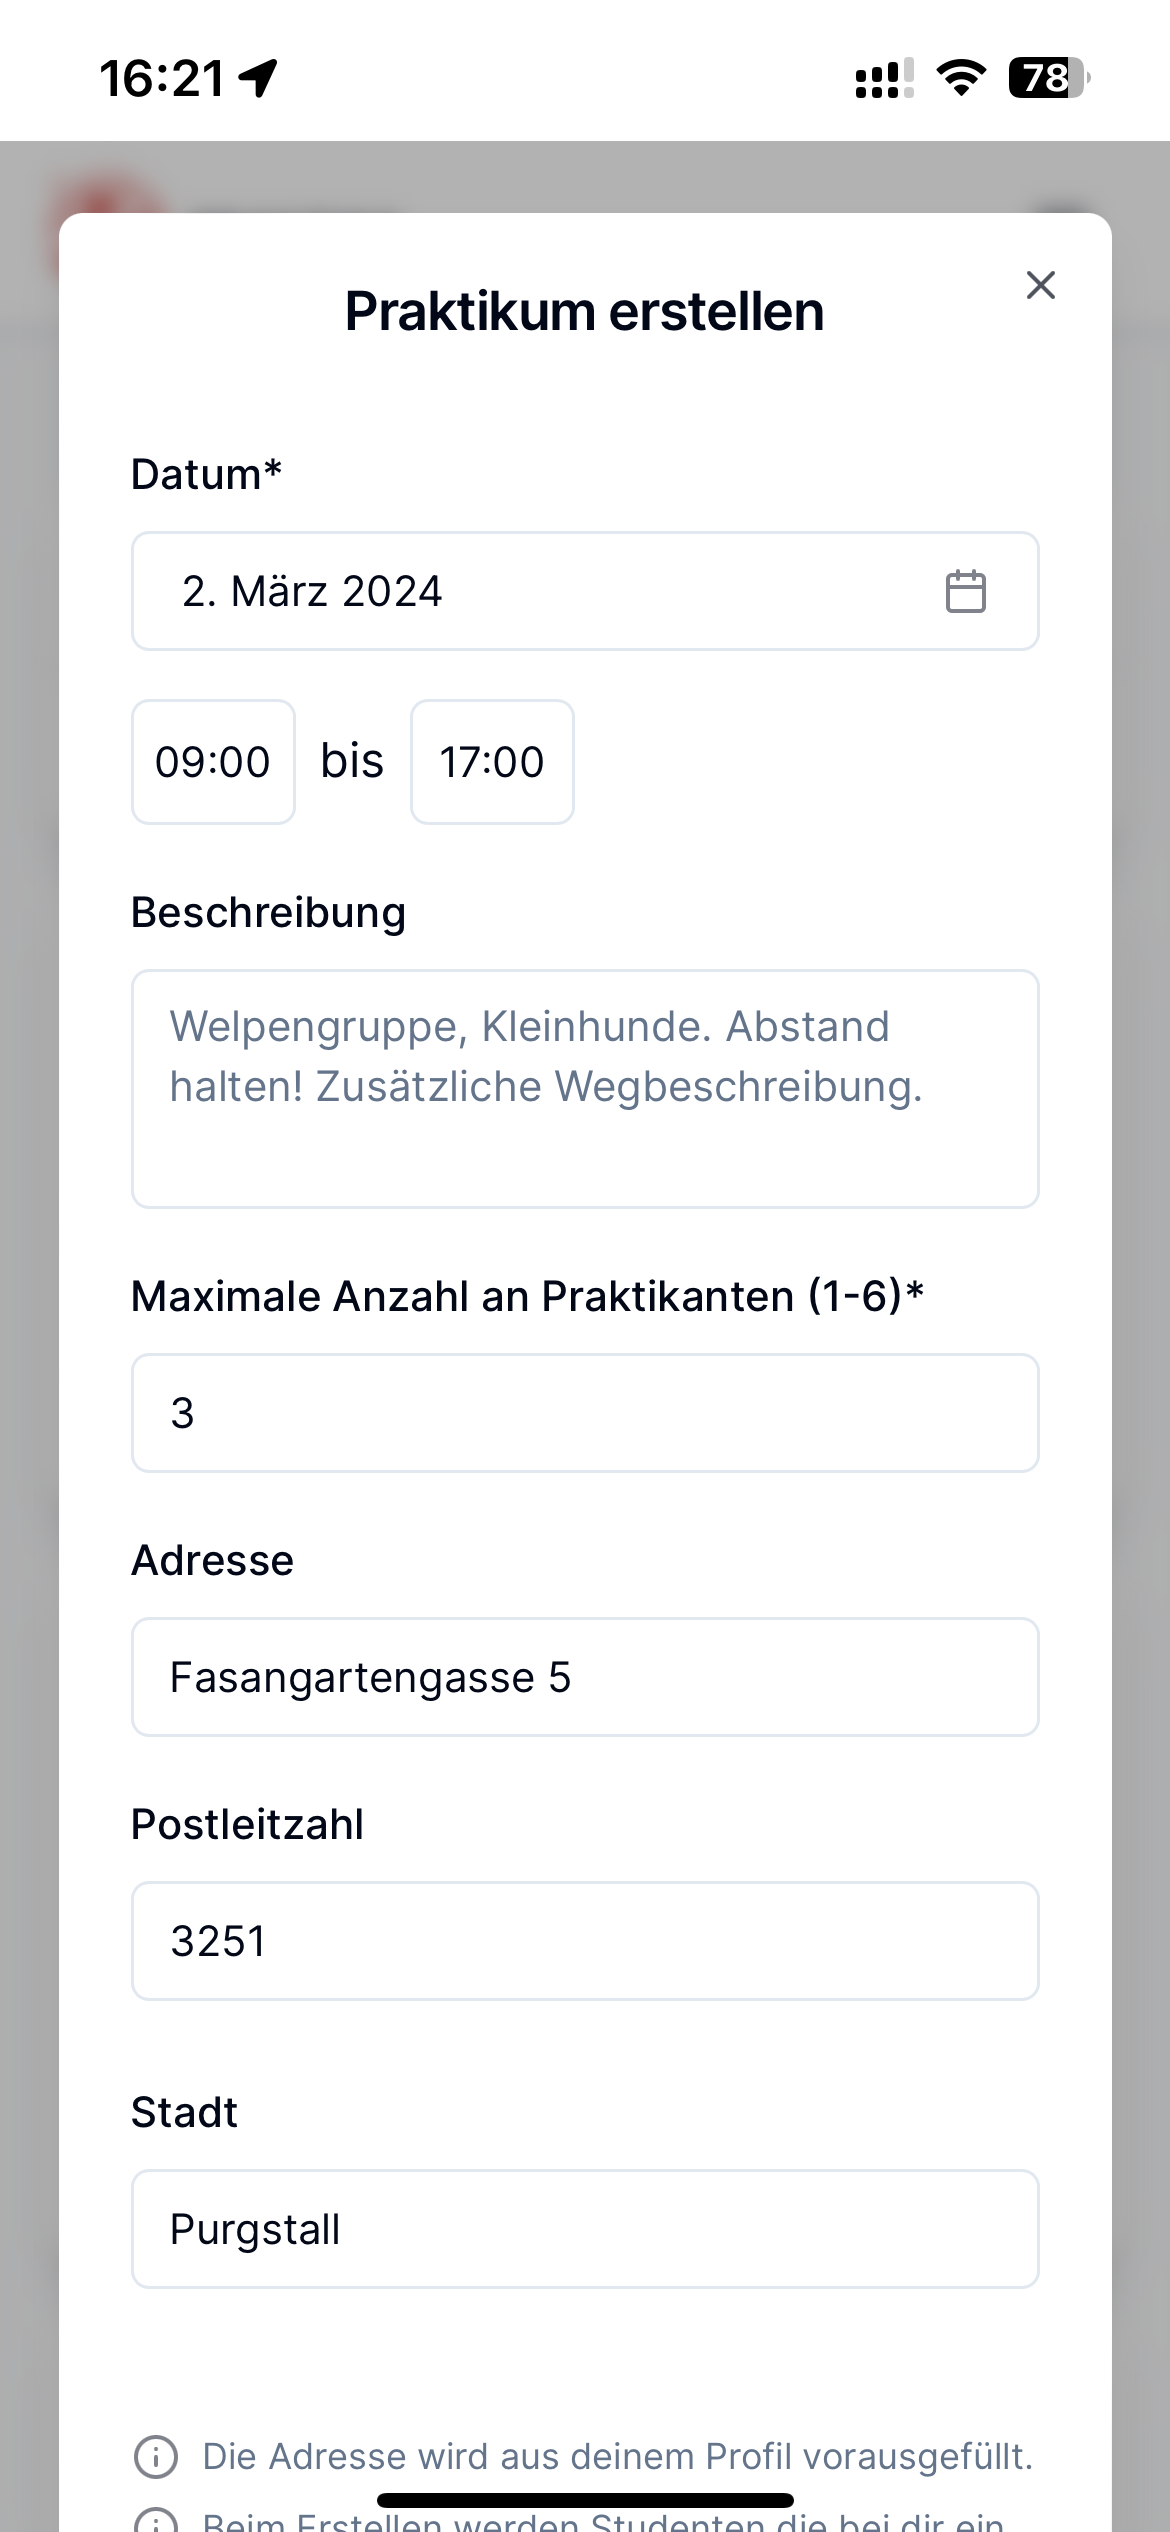 16:21
78
Praktikum erstellen
Datum*
2. März 2024
09:00 bis 17:00
Beschreibung
Welpengruppe, Kleinhunde. Abstand
halten! Zusätzliche Wegbeschreibung.
Maximale Anzahl an Praktikanten (1-6)*
3
Adresse
Fasangartengasse 5
Postleitzahl
3251
Stadt
Purgstall
Die Adresse wird aus deinem Profil vorausgefüllt.
Beim Erstellen werden Studenten die bei dir ein